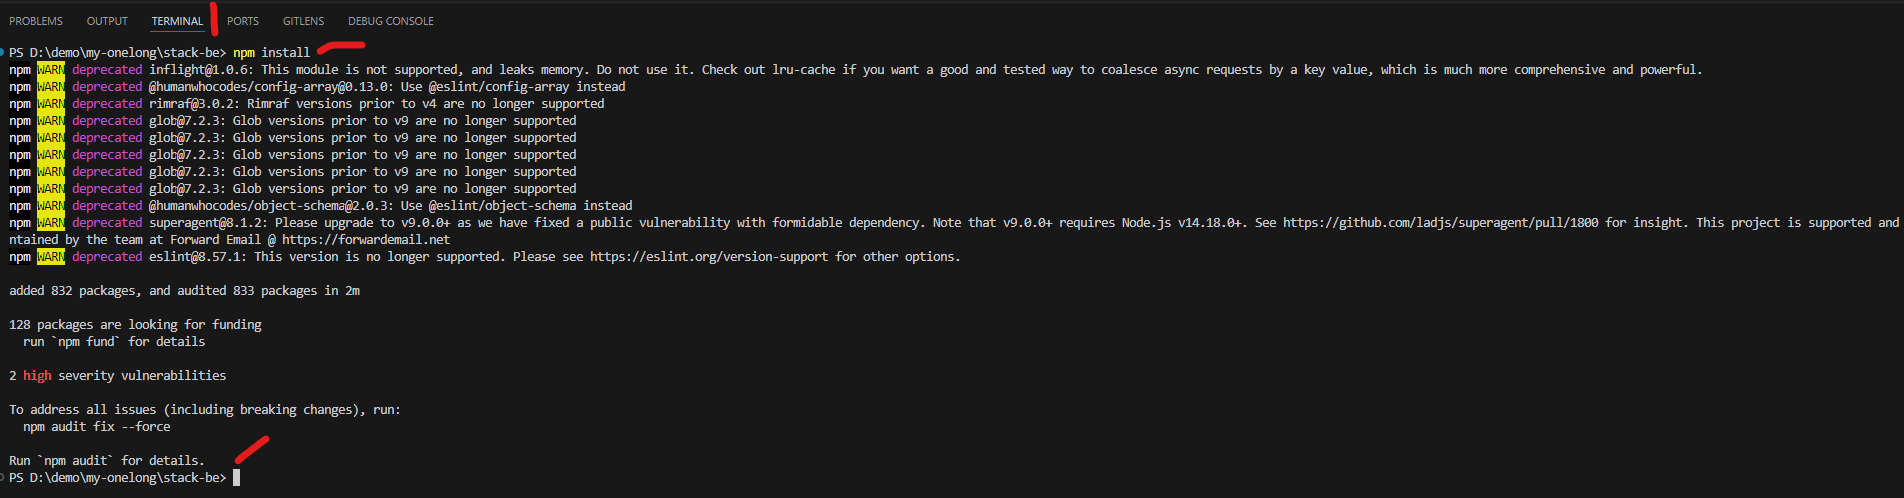 PROBLEMS OUTPUT TERMINAL PORTS GITLENS DEBUG CONSOLE
PS D:\demo\my-onelong\stack-be> npm install
npm WARN deprecated inflight@1.0.6: This module is not supported, and leaks memory. Do not use it. Check out lru-cache if you want a good and tested way to coalesce async requests by a key value, which is much more comprehensive and powerful.
npm WARN deprecated @humanwhocodes/config-array@0.13.0: Use @eslint/config-array instead
npm WARN deprecated rimraf@3.0.2: Rimraf versions prior to v4 are no longer supported
npm WARN deprecated glob@7.2.3: Glob versions prior to v9 are no longer supported
npm WARN deprecated glob@7.2.3: Glob versions prior to v9 are no longer supported
npm WARN deprecated glob@7.2.3: Glob versions prior to v9 are no longer supported
npm WARN deprecated glob@7.2.3: Glob versions prior to v9 are no longer supported
npm WARN deprecated glob@7.2.3: Glob versions prior to v9 are no longer supported
npm WARN deprecated @humanwhocodes/object-schema@2.0.3: Use @eslint/object-schema instead
npm WARN deprecated superagent@8.1.2: Please upgrade to v9.0.0+ as we have fixed a public vulnerability with formidable dependency. Note that v9.0.0+ requires Node.js v14.18.0+. See https://github.com/ladjs/superagent/pull/1800 for insight. This project is supported and
ntained by the team at Forward Email @ https://forwardemail.net
npm WARN deprecated eslint@8.57.1: This version is no longer supported. Please see https://eslint.org/version-support for other options.
added 832 packages, and audited 833 packages in 2m
128 packages are looking for funding
run `npm fund` for details
2 high severity vulnerabilities
To address all issues (including breaking changes), run:
npm audit fix --force
Run `npm audit` for details.
PS D:\demo\my-onelong\stack-be>